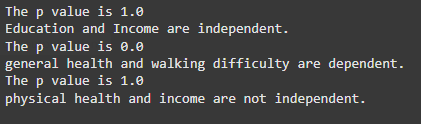 The p value is 1.0
Education and Income are independent.
The p value is 0.0
general health and walking difficulty are dependent.
The p value is 1.0
physical health and income are not independent.